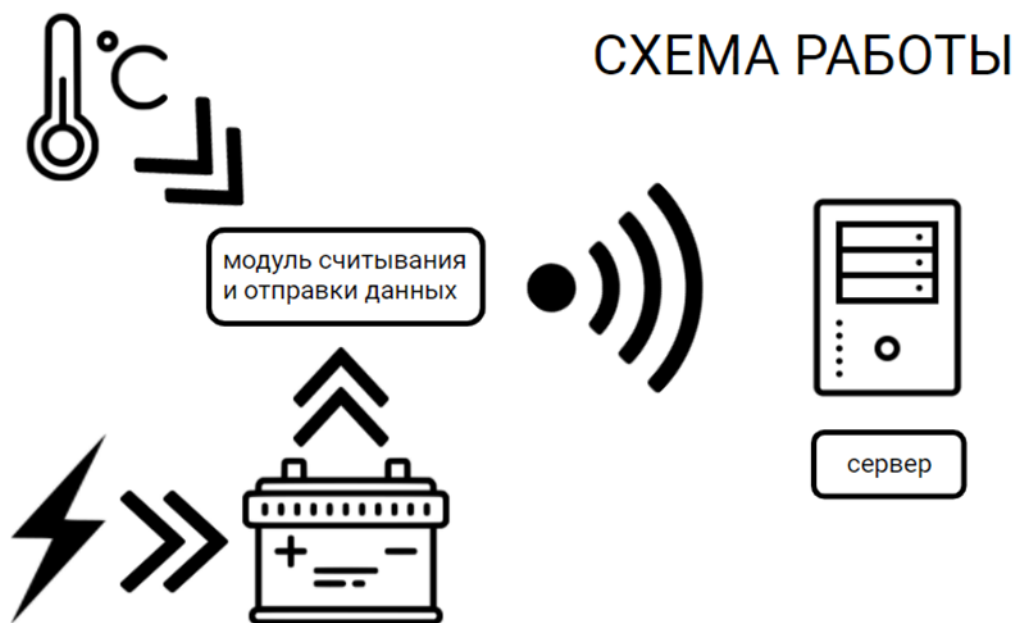 °C
СХЕМА РАБОТЫ
модуль считывания
и отправки данных
сервер